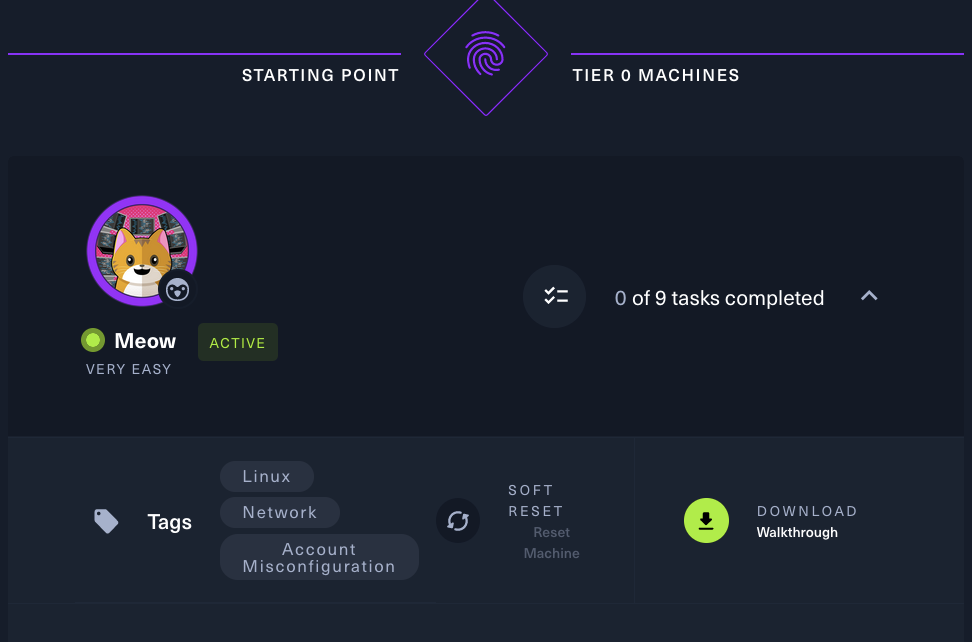 STARTING POINT
TIER 0 MACHINES
0 of 9 tasks completed
Meow
ACTIVE
VERY EASY
Tags
Linux
Network
Account
Misconfiguration
SOFT
RESET
Reset
Machine
DOWNLOAD
Walkthrough